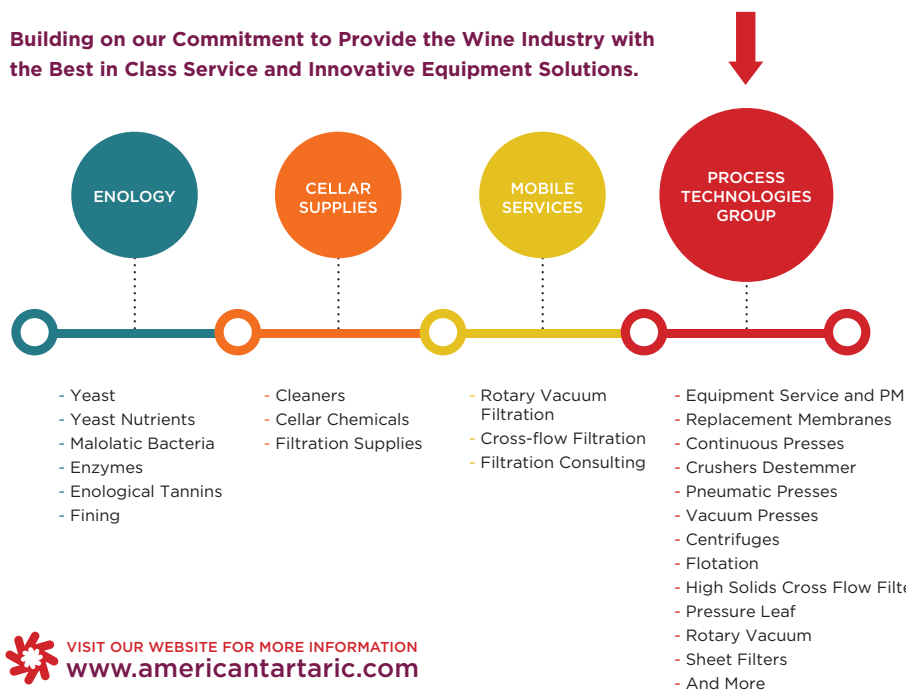 Building on our Commitment to Provide the Wine Industry with
the Best in Class Service and Innovative Equipment Solutions.
ENOLOGY
CELLAR
SUPPLIES
MOBILE
SERVICES
PROCESS
TECHNOLOGIES
GROUP
- Yeast
- Yeast Nutrients
- Malolatic Bacteria
- Enzymes
- Enological Tannins
- Fining
- Cleaners
- Cellar Chemicals
- Filtration Supplies
- Rotary Vacuum
Filtration
- Cross-flow Filtration
- Filtration Consulting
- Equipment Service and PM
- Replacement Membranes
- Continuous Presses
- Crushers Destemmer
- Pneumatic Presses
- Vacuum Presses
- Centrifuges
- Flotation
- High Solids Cross Flow
- Pressure Leaf
- Rotary Vacuum
- Sheet Filters
- And More
VISIT OUR WEBSITE FOR MORE INFORMATION
www.americantartaric.com